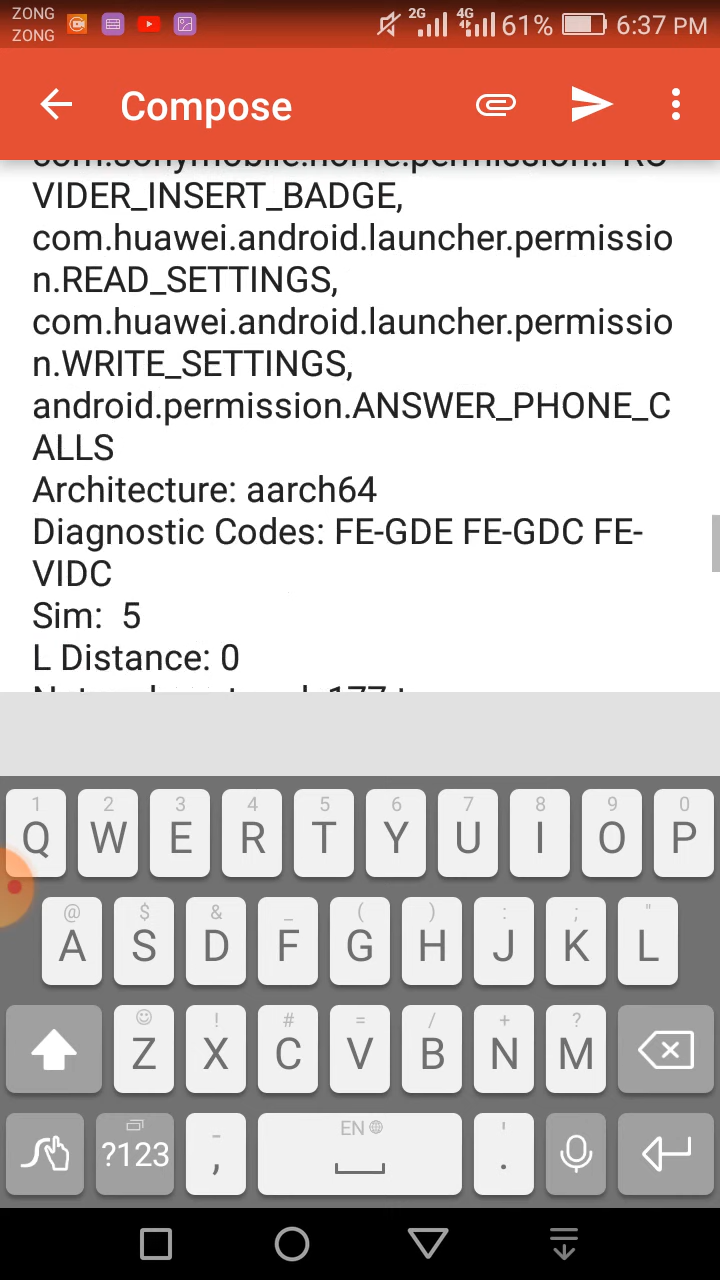 ZONG
ZONG
2G 4G 61% 6:37 PM
Compose
VIDER_INSERT_BADGE,
com.huawei.android.launcher.permissio
n.READ_SETTINGS,
com.huawei.android.launcher.permissio
n.WRITE_SETTINGS,
android.permission.ANSWER_PHONE_C
ALLS
Architecture: aarch64
Diagnostic Codes: FE-GDE FE-GDC FE-
VIDC
Sim:  5
L Distance: 0
1 2 3 4 5 6 7 8 9 0
Q W E R T Y U I O P
@ $ & _ ( ) : ; "
A S D F G H J K L
! # = / + ?
Z X C V B N M
- EN '
?123 , .